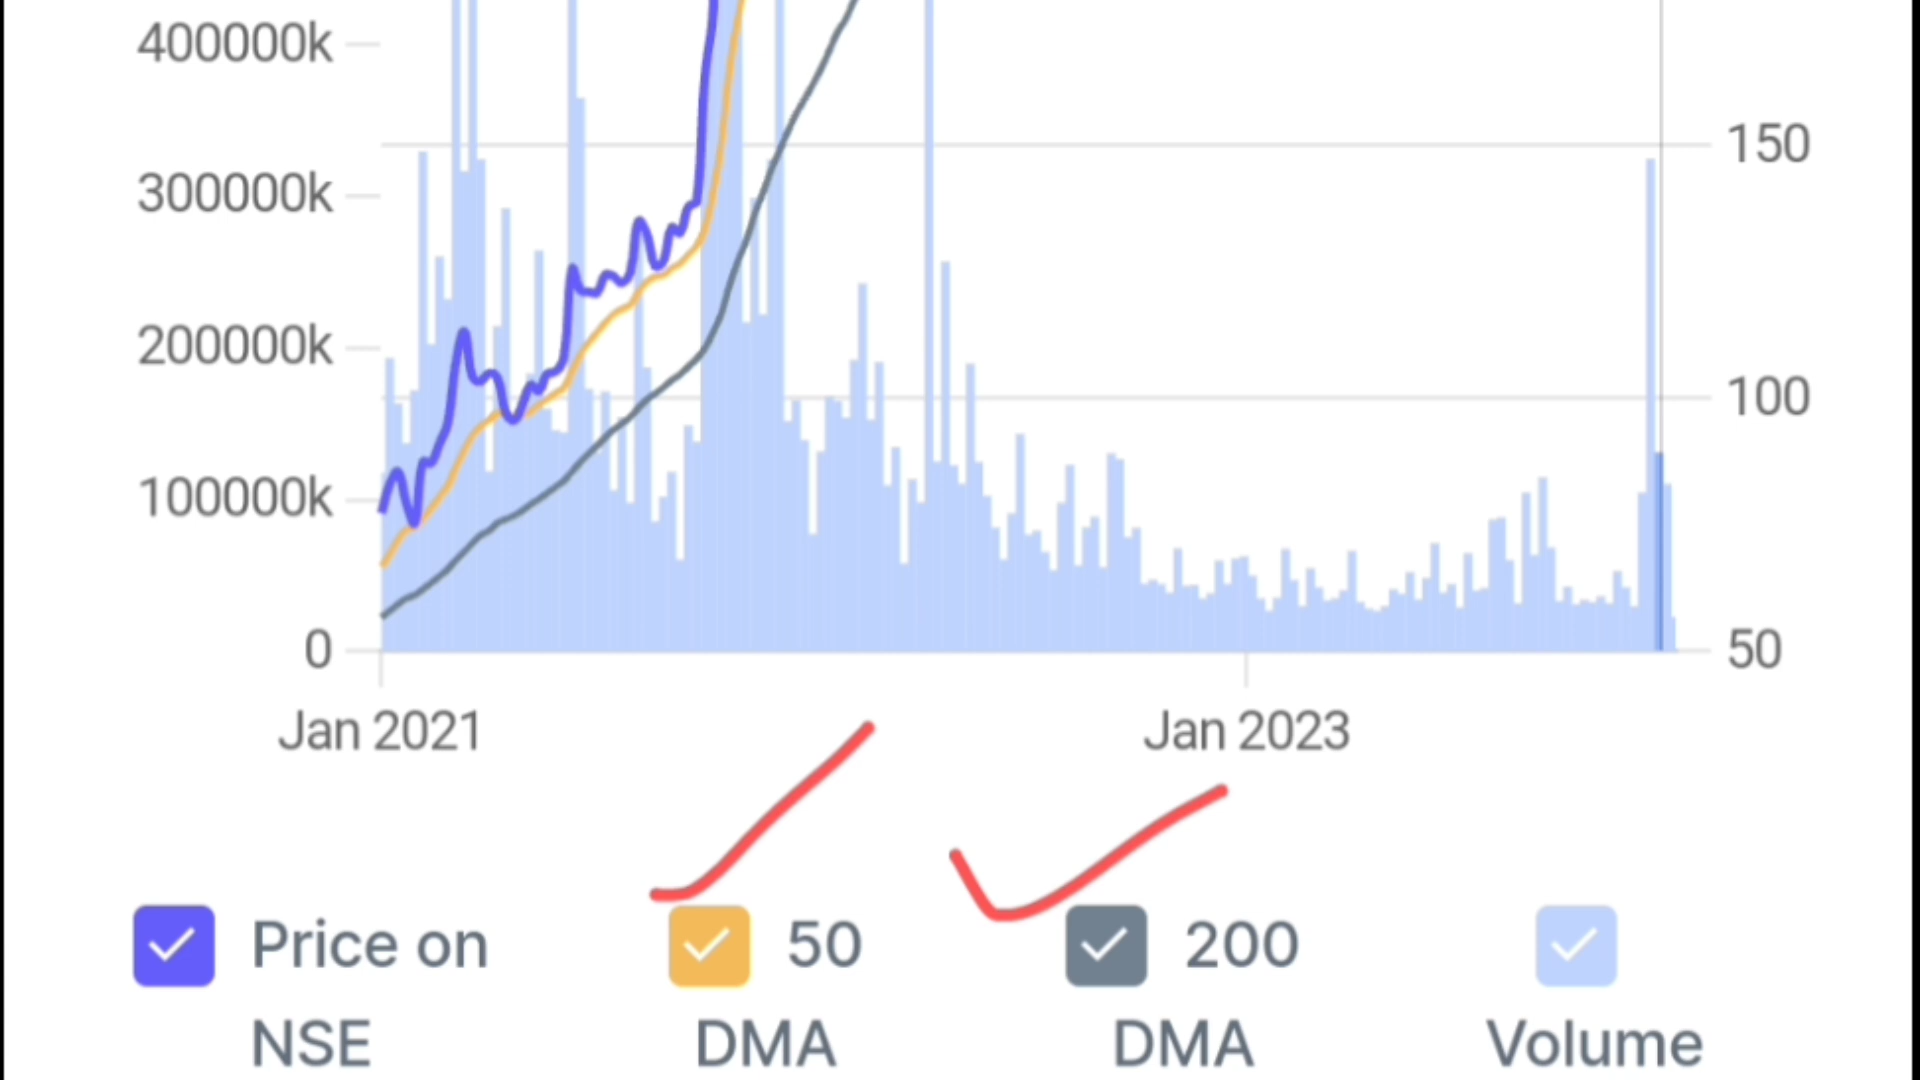 400000k
150
300000k
200000k
100
100000k
0
50
Jan 2021
Jan 2023
Price on NSE
50 DMA
200 DMA
Volume